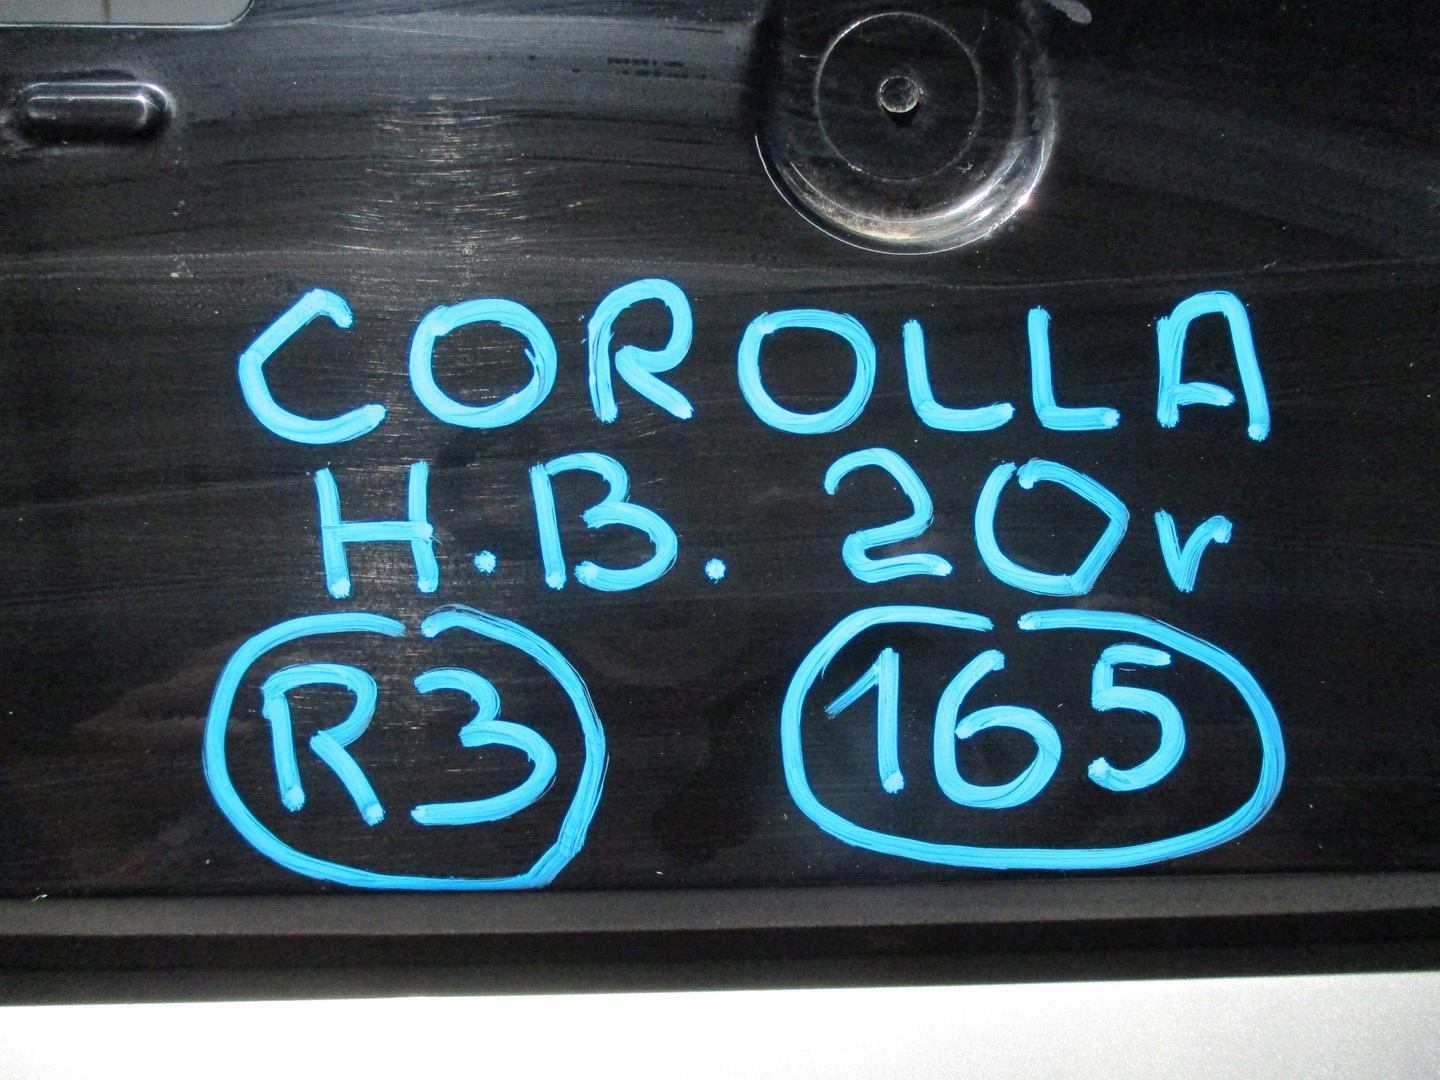 COROLLA
H.B. 20r
R3 165